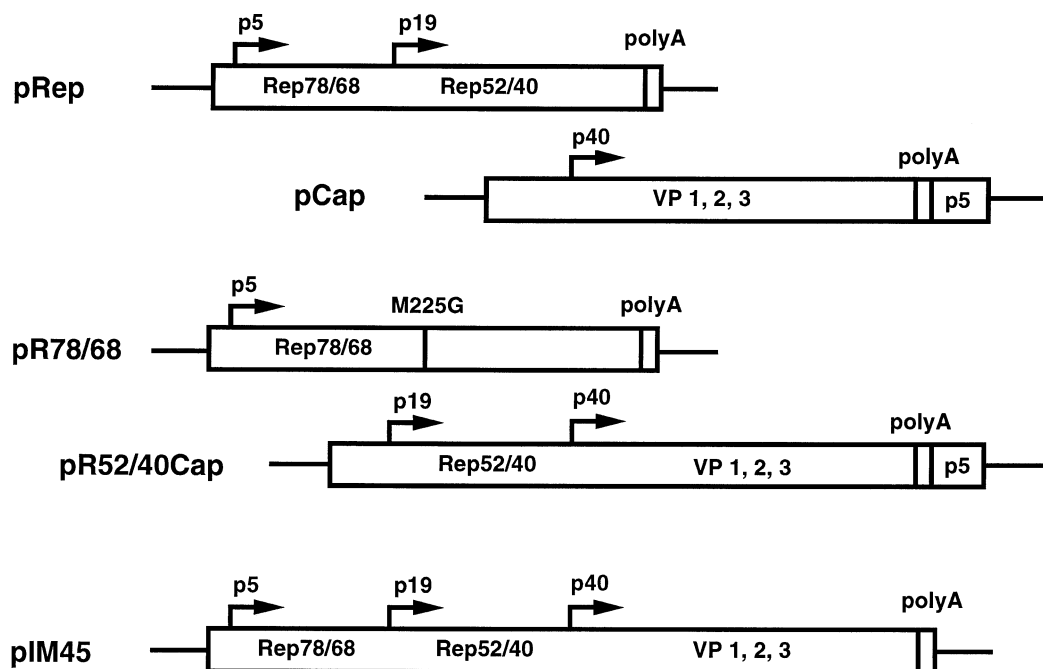 p5 p19 polyA
pRep Rep78/68 Rep52/40
p40 polyA
pCap VP 1, 2, 3 p5
p5 M225G polyA
pR78/68 Rep78/68
p19 p40 polyA
pR52/40Cap Rep52/40 VP 1, 2, 3 p5
p5 p19 p40 polyA
pIM45 Rep78/68 Rep52/40 VP 1, 2, 3